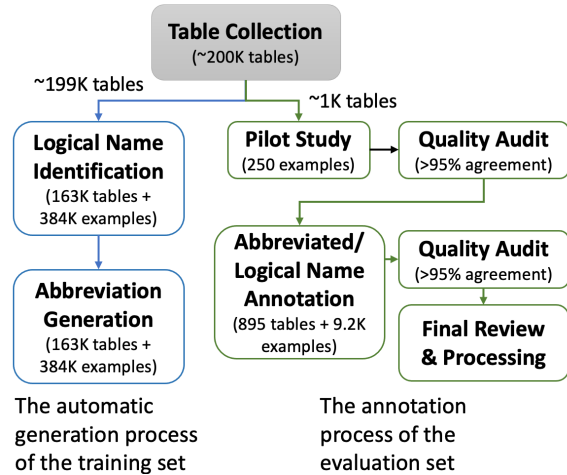 Table Collection
(~200K tables)
~199K tables
~1K tables
Logical Name
Identification
(163K tables +
384K examples)
Pilot Study
(250 examples)
Quality Audit
(>95% agreement)
Abbreviation
Generation
(163K tables +
384K examples)
Abbreviated/
Logical Name
Annotation
(895 tables + 9.2K
examples)
Quality Audit
(>95% agreement)
Final Review
& Processing
The automatic
generation process
of the training set
The annotation
process of the
evaluation set